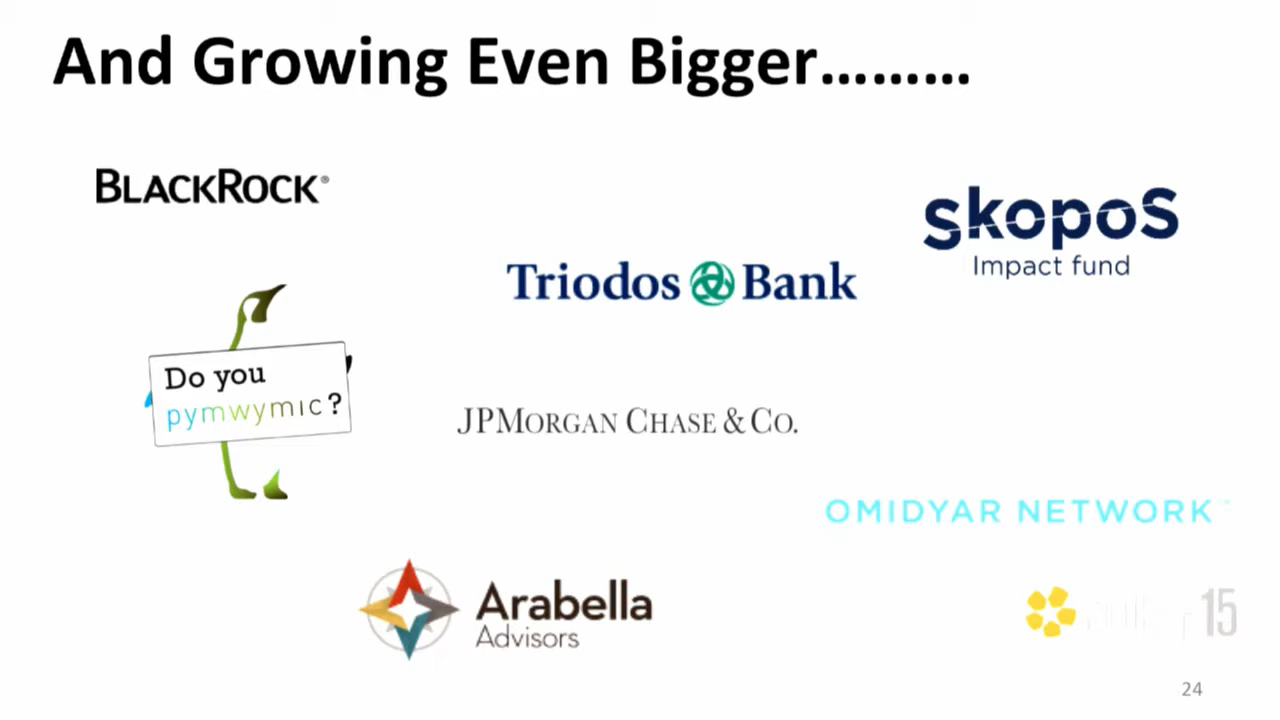 And Growing Even Bigger………
BLACKROCK®
skopos
Impact fund
Triodos Bank
Do you
pymwymic?
JPMORGAN CHASE & CO.
OMIDYAR NETWORK™
Arabella
Advisors
15
24